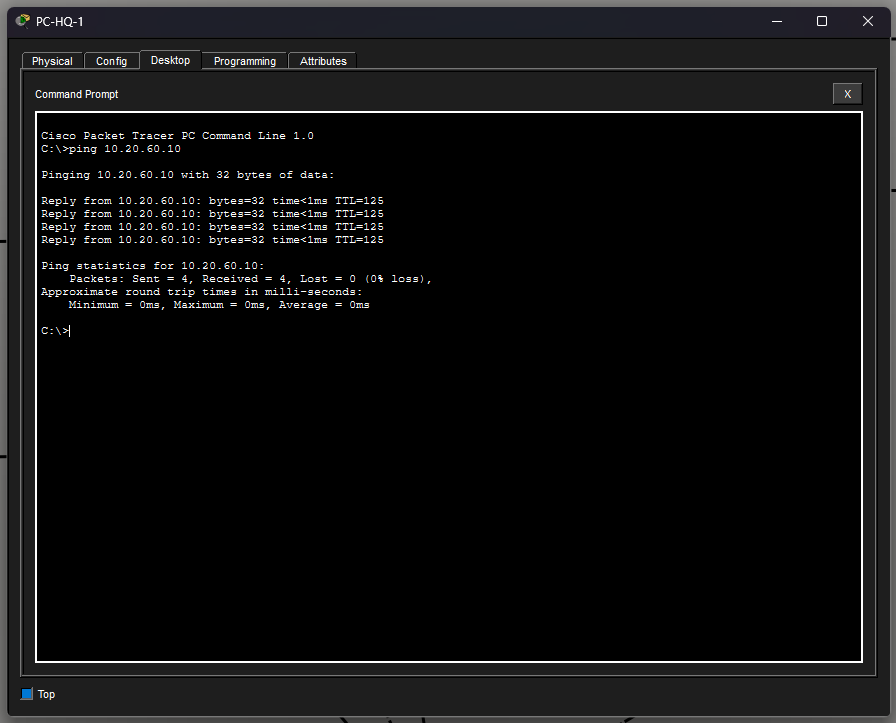 PC-HQ-1
Physical Config Desktop Programming Attributes
Command Prompt
X
Cisco Packet Tracer PC Command Line 1.0
C:\>ping 10.20.60.10
Pinging 10.20.60.10 with 32 bytes of data:
Reply from 10.20.60.10: bytes=32 time<1ms TTL=125
Reply from 10.20.60.10: bytes=32 time<1ms TTL=125
Reply from 10.20.60.10: bytes=32 time<1ms TTL=125
Reply from 10.20.60.10: bytes=32 time<1ms TTL=125
Ping statistics for 10.20.60.10:
    Packets: Sent = 4, Received = 4, Lost = 0 (0% loss),
Approximate round trip times in milli-seconds:
    Minimum = 0ms, Maximum = 0ms, Average = 0ms
C:\>
Top